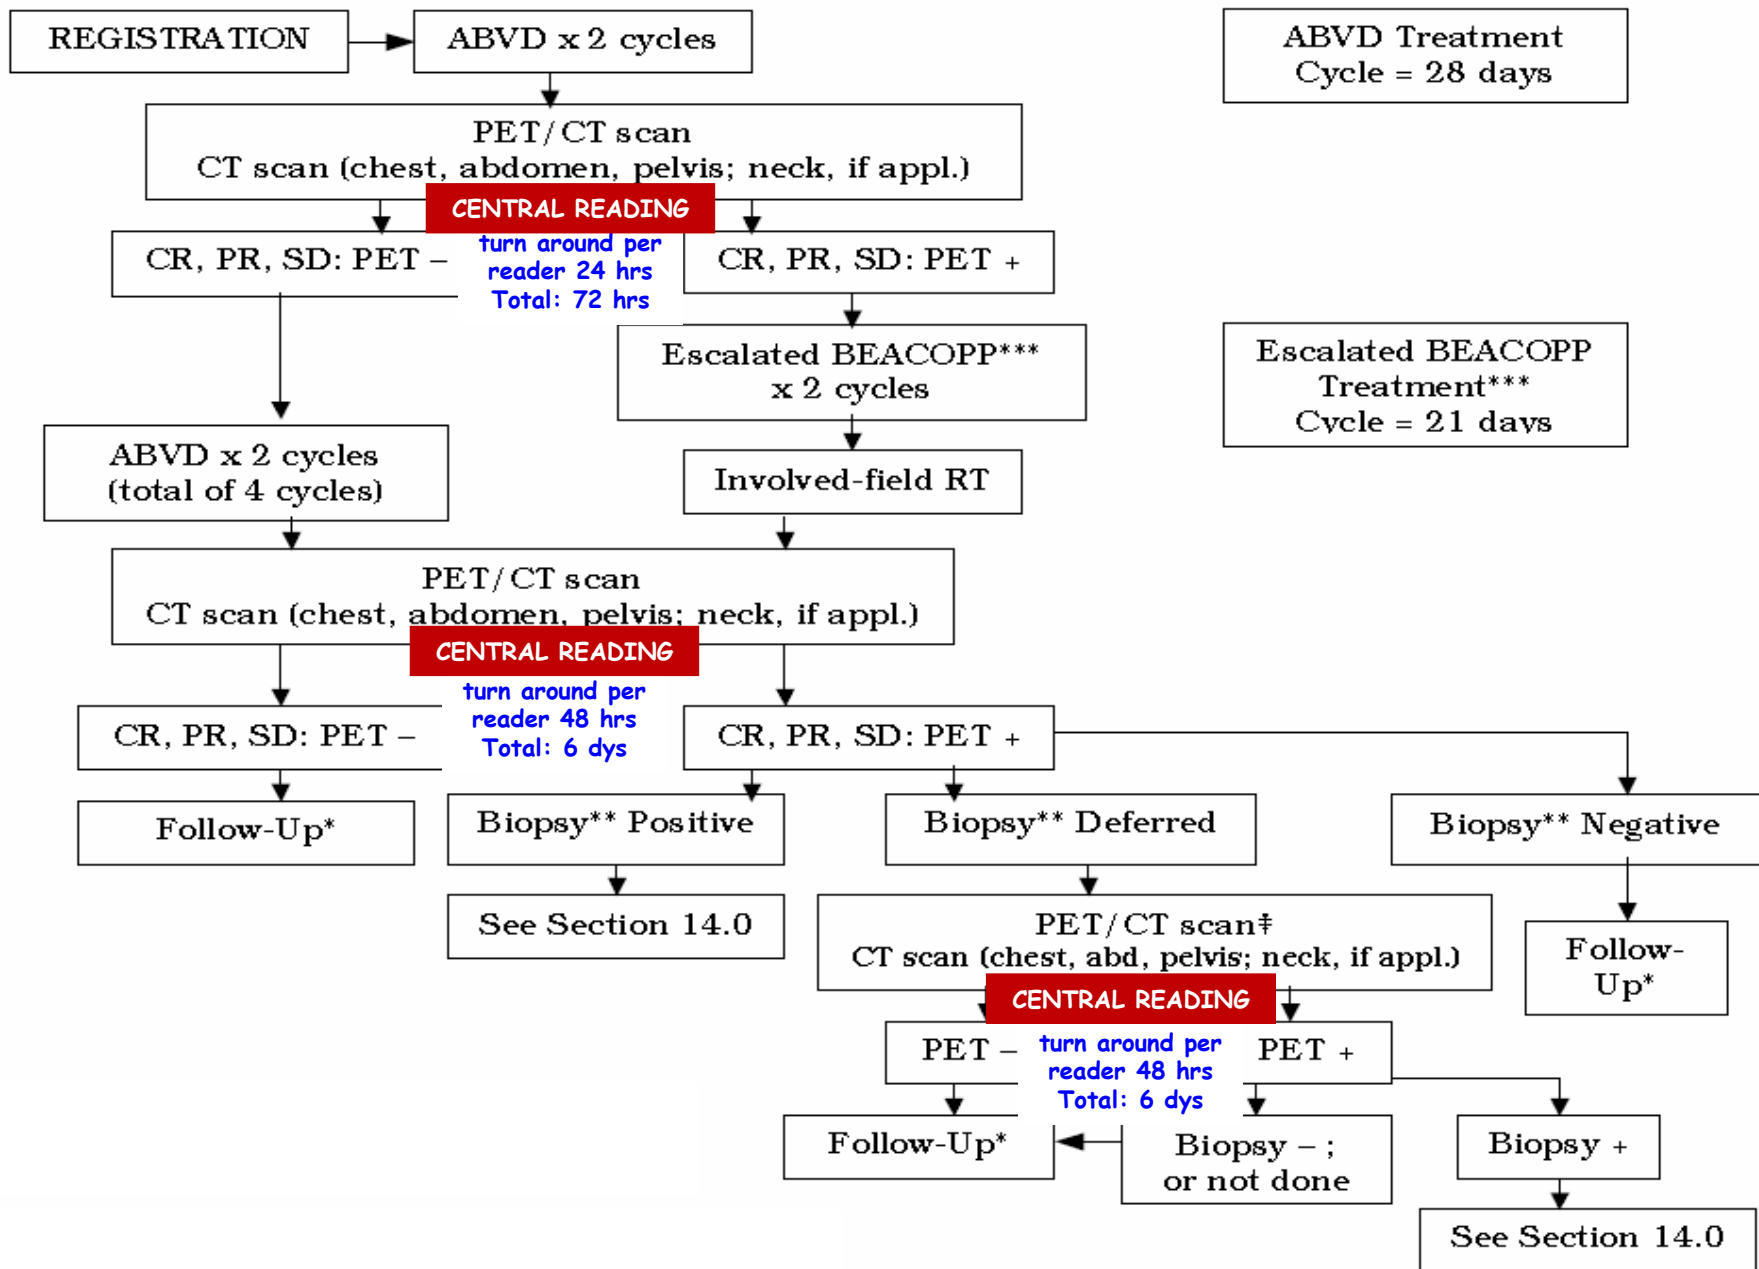 REGISTRATION
ABVD x 2 cycles
ABVD Treatment
Cycle = 28 days
PET/CT scan
CT scan (chest, abdomen, pelvis; neck, if appl.)
CENTRAL READING
turn around per
reader 24 hrs
Total: 72 hrs
CR, PR, SD: PET –
CR, PR, SD: PET +
Escalated BEACOPP***
x 2 cycles
Escalated BEACOPP
Treatment***
Cycle = 21 days
ABVD x 2 cycles
(total of 4 cycles)
Involved-field RT
PET/CT scan
CT scan (chest, abdomen, pelvis; neck, if appl.)
CENTRAL READING
turn around per
reader 48 hrs
Total: 6 dys
CR, PR, SD: PET –
CR, PR, SD: PET +
Follow-Up*
Biopsy** Positive
Biopsy** Deferred
Biopsy** Negative
See Section 14.0
PET/CT scan‡
CT scan (chest, abd, pelvis; neck, if appl.)
Follow-
Up*
CENTRAL READING
PET –
turn around per
reader 48 hrs
Total: 6 dys
PET +
Follow-Up*
Biopsy – ;
or not done
Biopsy +
See Section 14.0